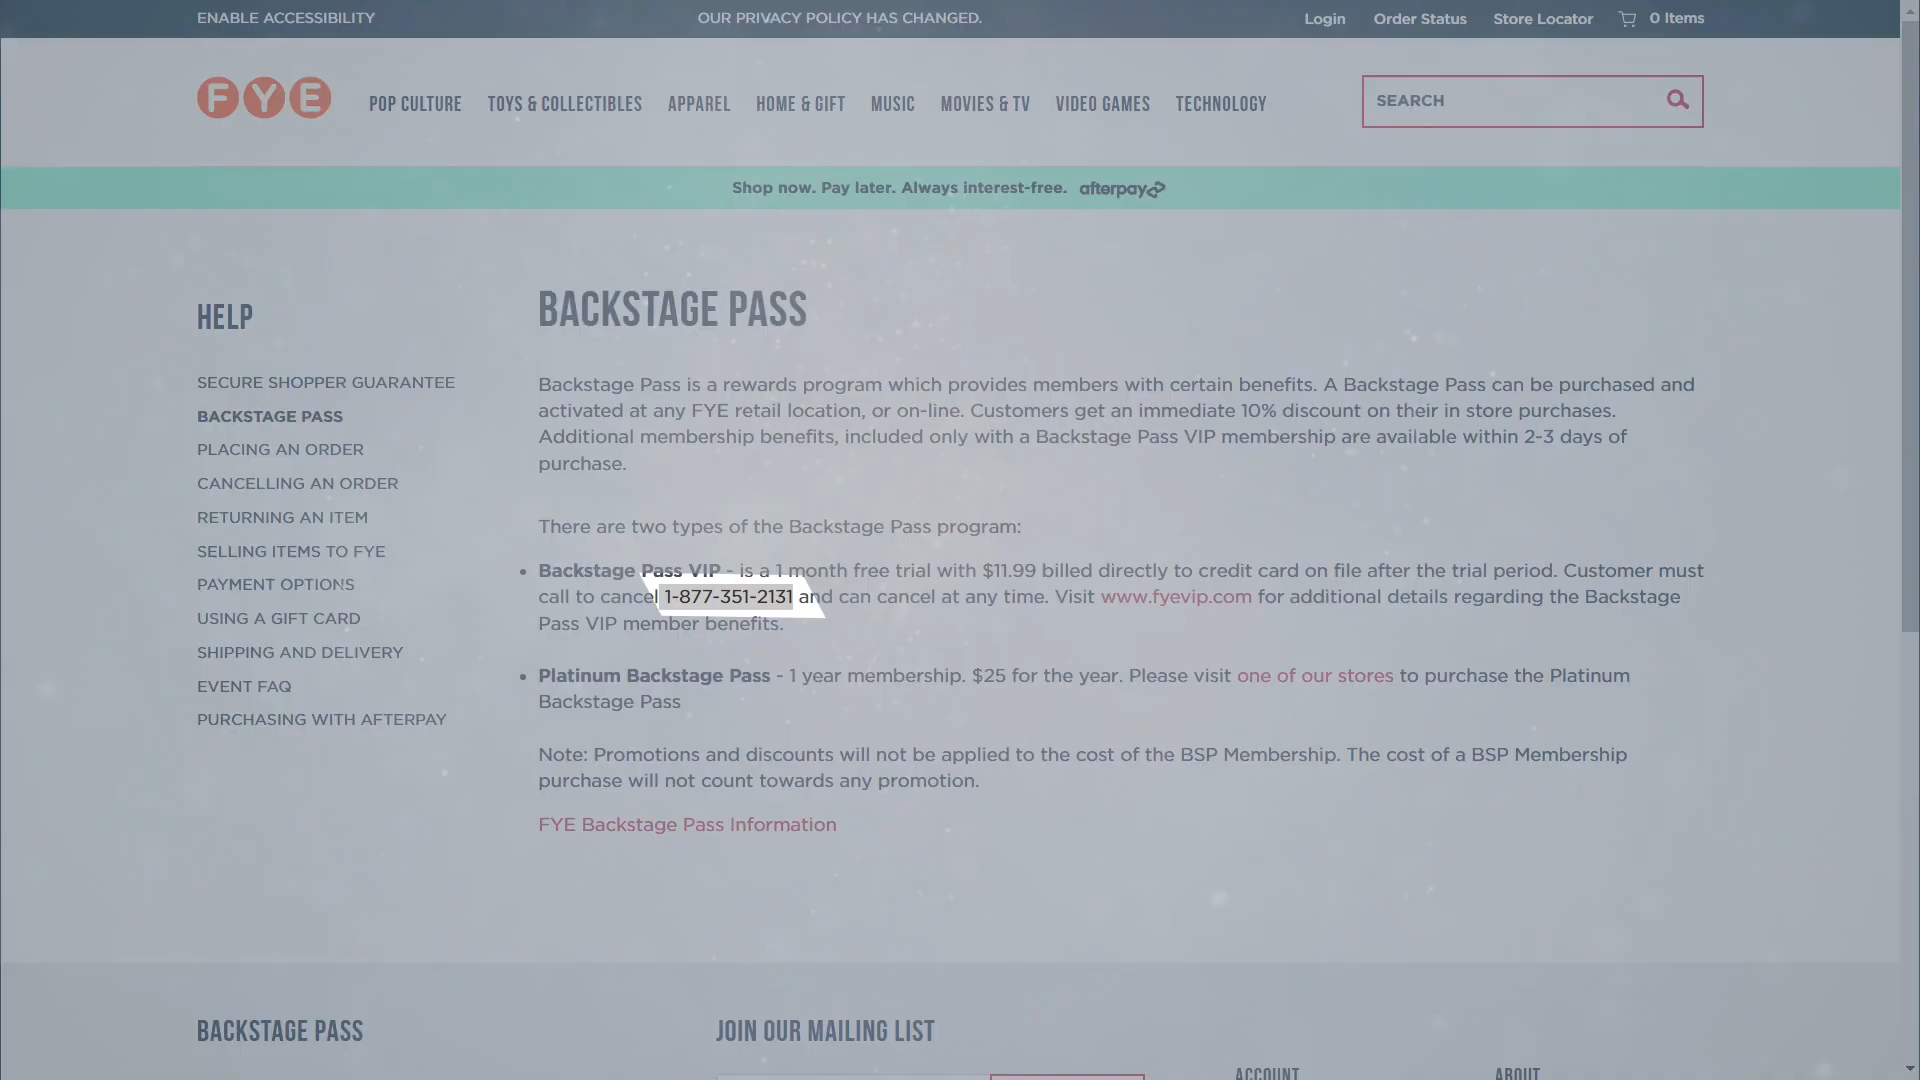 ENABLE ACCESSIBILITY
OUR PRIVACY POLICY HAS CHANGED.
Login Order Status Store Locator 0 Items
FYE
POP CULTURE TOYS & COLLECTIBLES APPAREL HOME & GIFT MUSIC MOVIES & TV VIDEO GAMES TECHNOLOGY
SEARCH
Shop now. Pay later. Always interest-free. afterpay
HELP
SECURE SHOPPER GUARANTEE
BACKSTAGE PASS
PLACING AN ORDER
CANCELLING AN ORDER
RETURNING AN ITEM
SELLING ITEMS TO FYE
PAYMENT OPTIONS
USING A GIFT CARD
SHIPPING AND DELIVERY
EVENT FAQ
PURCHASING WITH AFTERPAY
BACKSTAGE PASS
Backstage Pass is a rewards program which provides members with certain benefits. A Backstage Pass can be purchased and
activated at any FYE retail location, or on-line. Customers get an immediate 10% discount on their in store purchases.
Additional membership benefits, included only with a Backstage Pass VIP membership are available within 2-3 days of
purchase.
There are two types of the Backstage Pass program:
• Backstage Pass VIP - is a 1 month free trial with $11.99 billed directly to credit card on file after the trial period. Customer must
call to cancel 1-877-351-2131 and can cancel at any time. Visit www.fyevip.com for additional details regarding the Backstage
Pass VIP member benefits.
• Platinum Backstage Pass - 1 year membership. $25 for the year. Please visit one of our stores to purchase the Platinum
Backstage Pass
Note: Promotions and discounts will not be applied to the cost of the BSP Membership. The cost of a BSP Membership
purchase will not count towards any promotion.
FYE Backstage Pass Information
BACKSTAGE PASS
JOIN OUR MAILING LIST
ACCOUNT
ABOUT